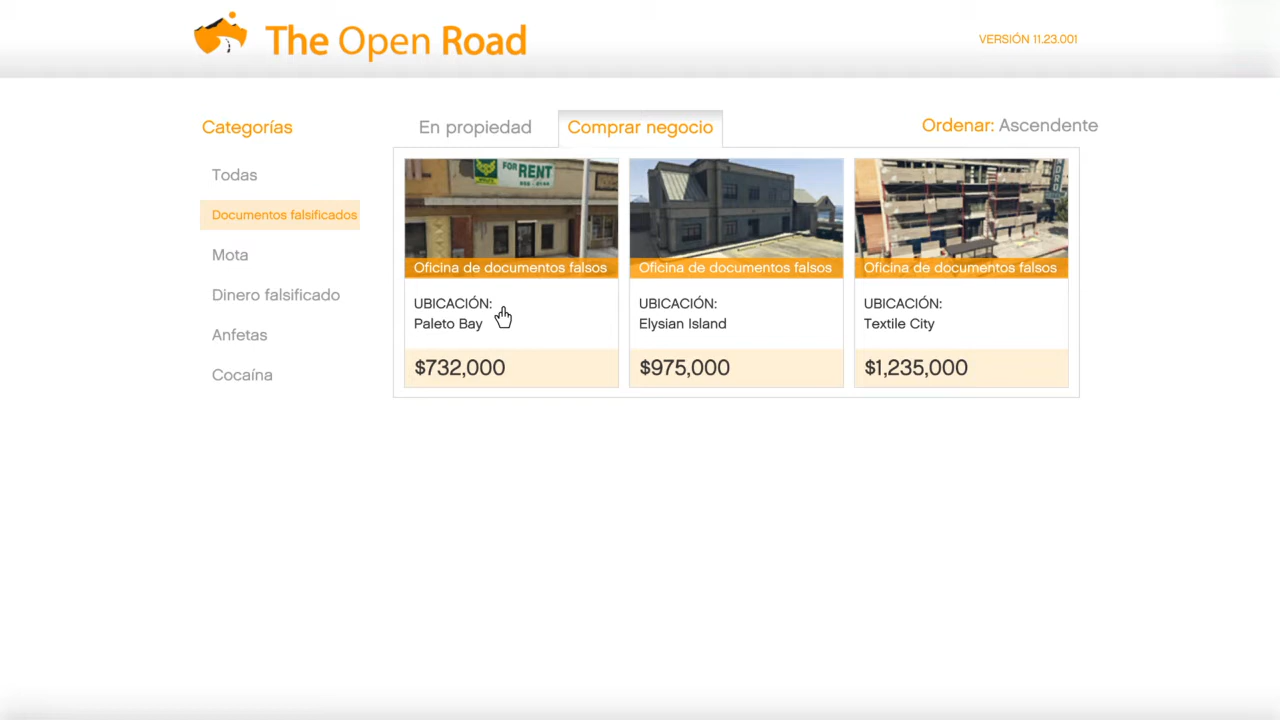 The Open Road
VERSIÓN 11.23.001
Categorías
En propiedad
Comprar negocio
Ordenar: Ascendente
Todas
Documentos falsificados
Mota
Dinero falsificado
Anfetas
Cocaína
FOR RENT
Oficina de documentos falsos
UBICACIÓN:
Paleto Bay
$732,000
Oficina de documentos falsos
UBICACIÓN:
Elysian Island
$975,000
Oficina de documentos falsos
UBICACIÓN:
Textile City
$1,235,000